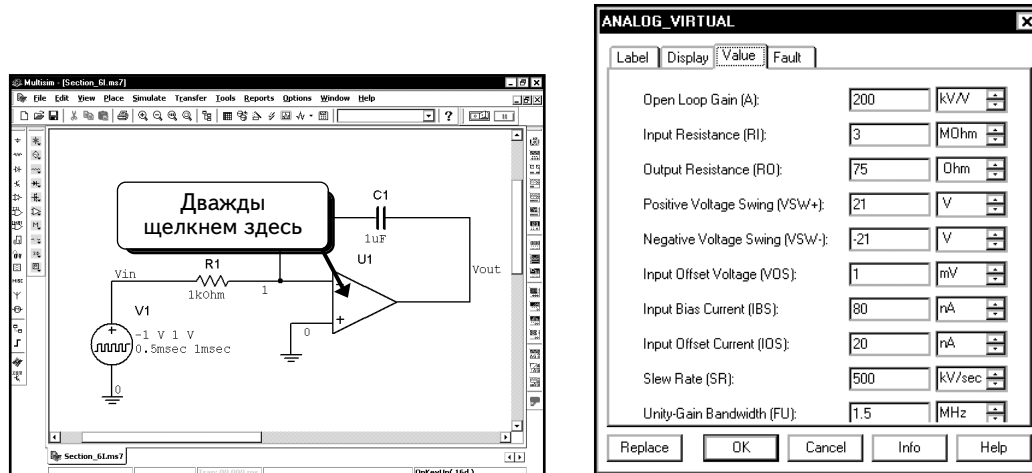 Multisim - [Section_6I.ms7]
File Edit View Place Simulate Transfer Tools Reports Options Window Help
Дважды
щелкнем здесь
C1
1uF
U1
Vin
R1
1kOhm
1
Vout
V1
-1 V 1 V
0.5msec 1msec
0
0
Section_6I.ms7
ANALOG_VIRTUAL
Label Display Value Fault
Open Loop Gain (A): 200 kV/V
Input Resistance (RI): 3 MOhm
Output Resistance (RO): 75 Ohm
Positive Voltage Swing (VSW+): 21 V
Negative Voltage Swing (VSW-): -21 V
Input Offset Voltage (VOS): 1 mV
Input Bias Current (IBS): 80 nA
Input Offset Current (IOS): 20 nA
Slew Rate (SR): 500 kV/sec
Unity-Gain Bandwidth (FU): 1.5 MHz
Replace OK Cancel Info Help